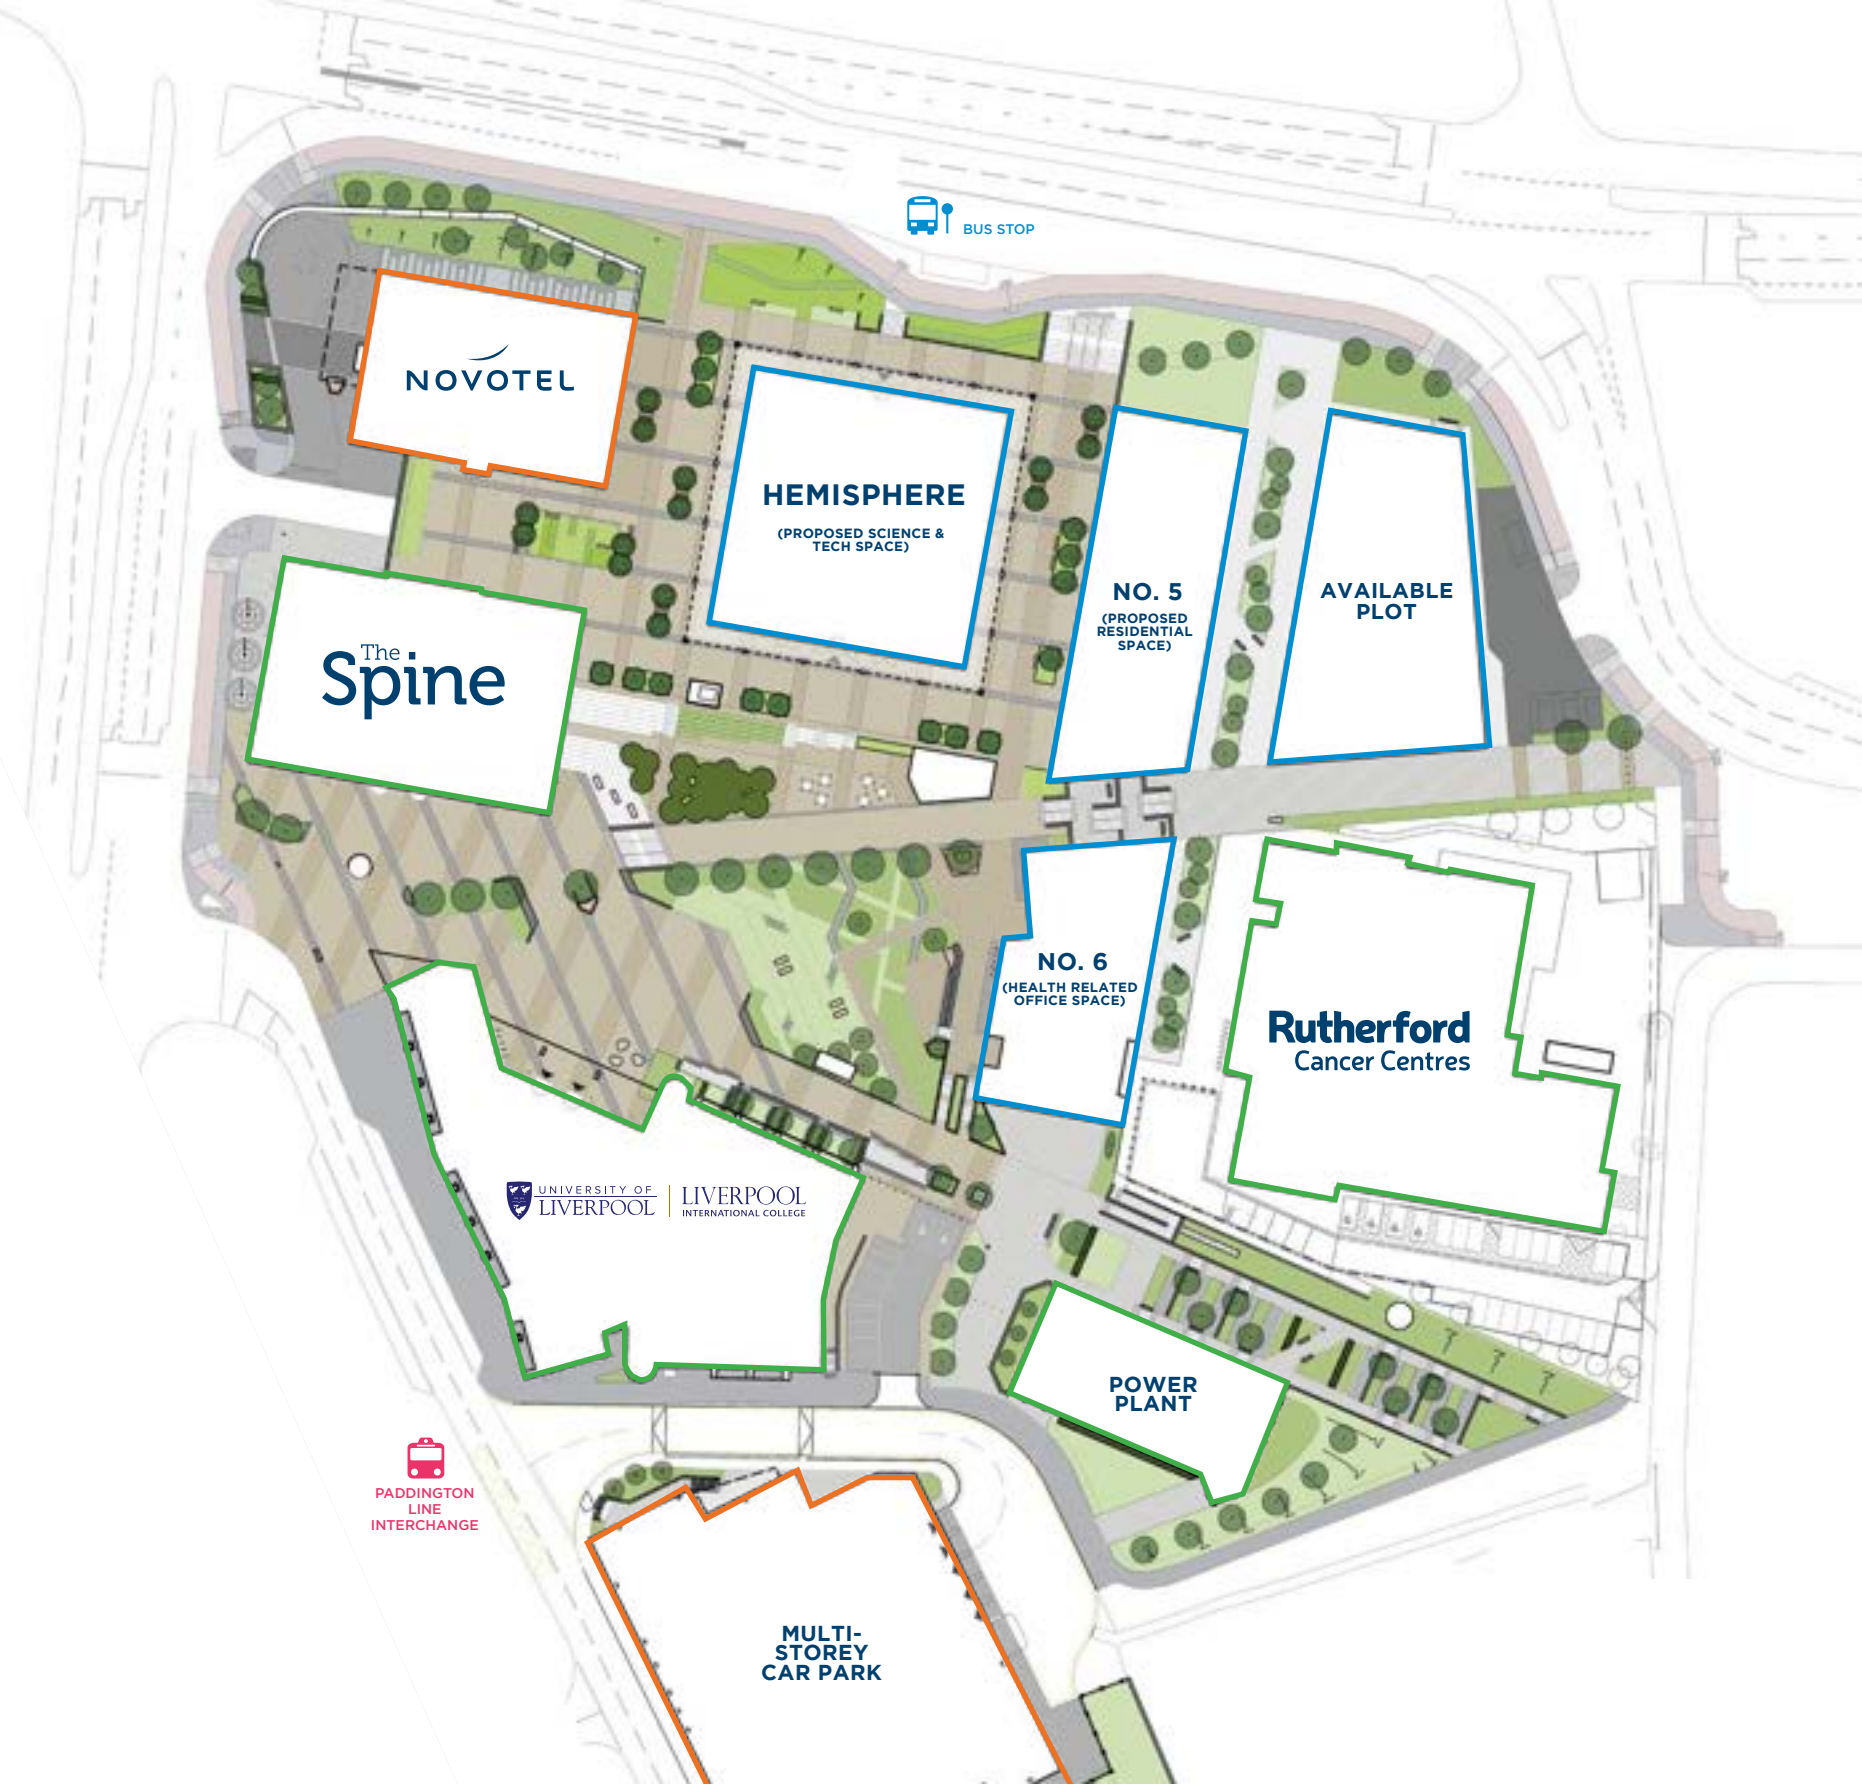 BUS STOP
NOVOTEL
HEMISPHERE
(PROPOSED SCIENCE &
TECH SPACE)
NO. 5
(PROPOSED
RESIDENTIAL
SPACE)
AVAILABLE
PLOT
The
Spine
NO. 6
(HEALTH RELATED
OFFICE SPACE)
Rutherford
Cancer Centres
UNIVERSITY OF
LIVERPOOL
LIVERPOOL
INTERNATIONAL COLLEGE
POWER
PLANT
PADDINGTON
LINE
INTERCHANGE
MULTI-
STOREY
CAR PARK